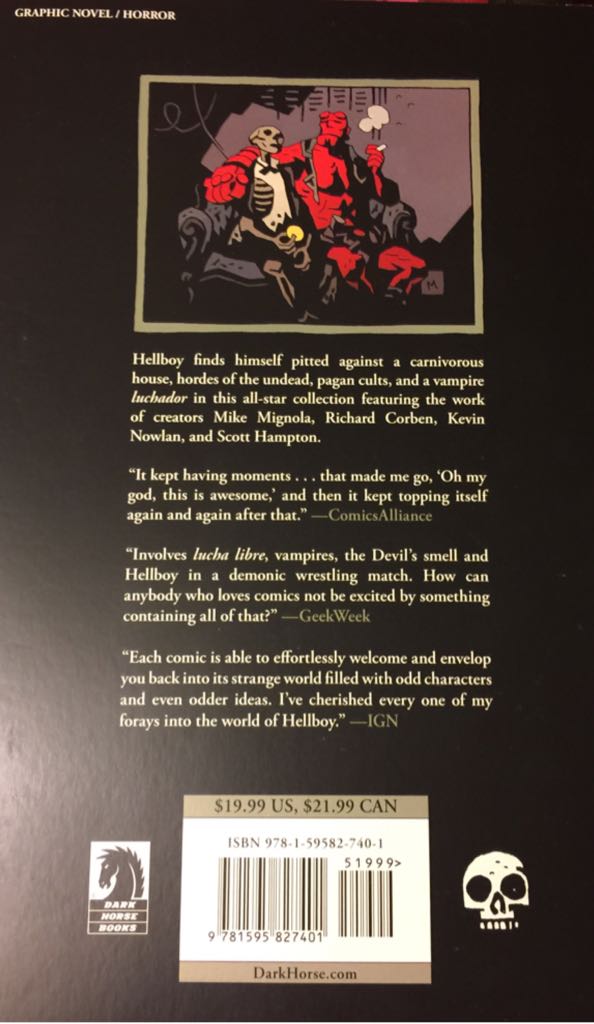 GRAPHIC NOVEL / HORROR
M
Hellboy finds himself pitted against a carnivorous
house, hordes of the undead, pagan cults, and a vampire
luchador in this all-star collection featuring the work
of creators Mike Mignola, Richard Corben, Kevin
Nowlan, and Scott Hampton.
“It kept having moments . . . that made me go, ‘Oh my
god, this is awesome,’ and then it kept topping itself
again and again after that.” —ComicsAlliance
“Involves lucha libre, vampires, the Devil’s smell and
Hellboy in a demonic wrestling match. How can
anybody who loves comics not be excited by something
containing all of that?” —GeekWeek
“Each comic is able to effortlessly welcome and envelop
you back into its strange world filled with odd characters
and even odder ideas. I’ve cherished every one of my
forays into the world of Hellboy.” —IGN
$19.99 US, $21.99 CAN
ISBN 978-1-59582-740-1
51999>
9 781595 827401
DarkHorse.com
DARK
HORSE
BOOKS